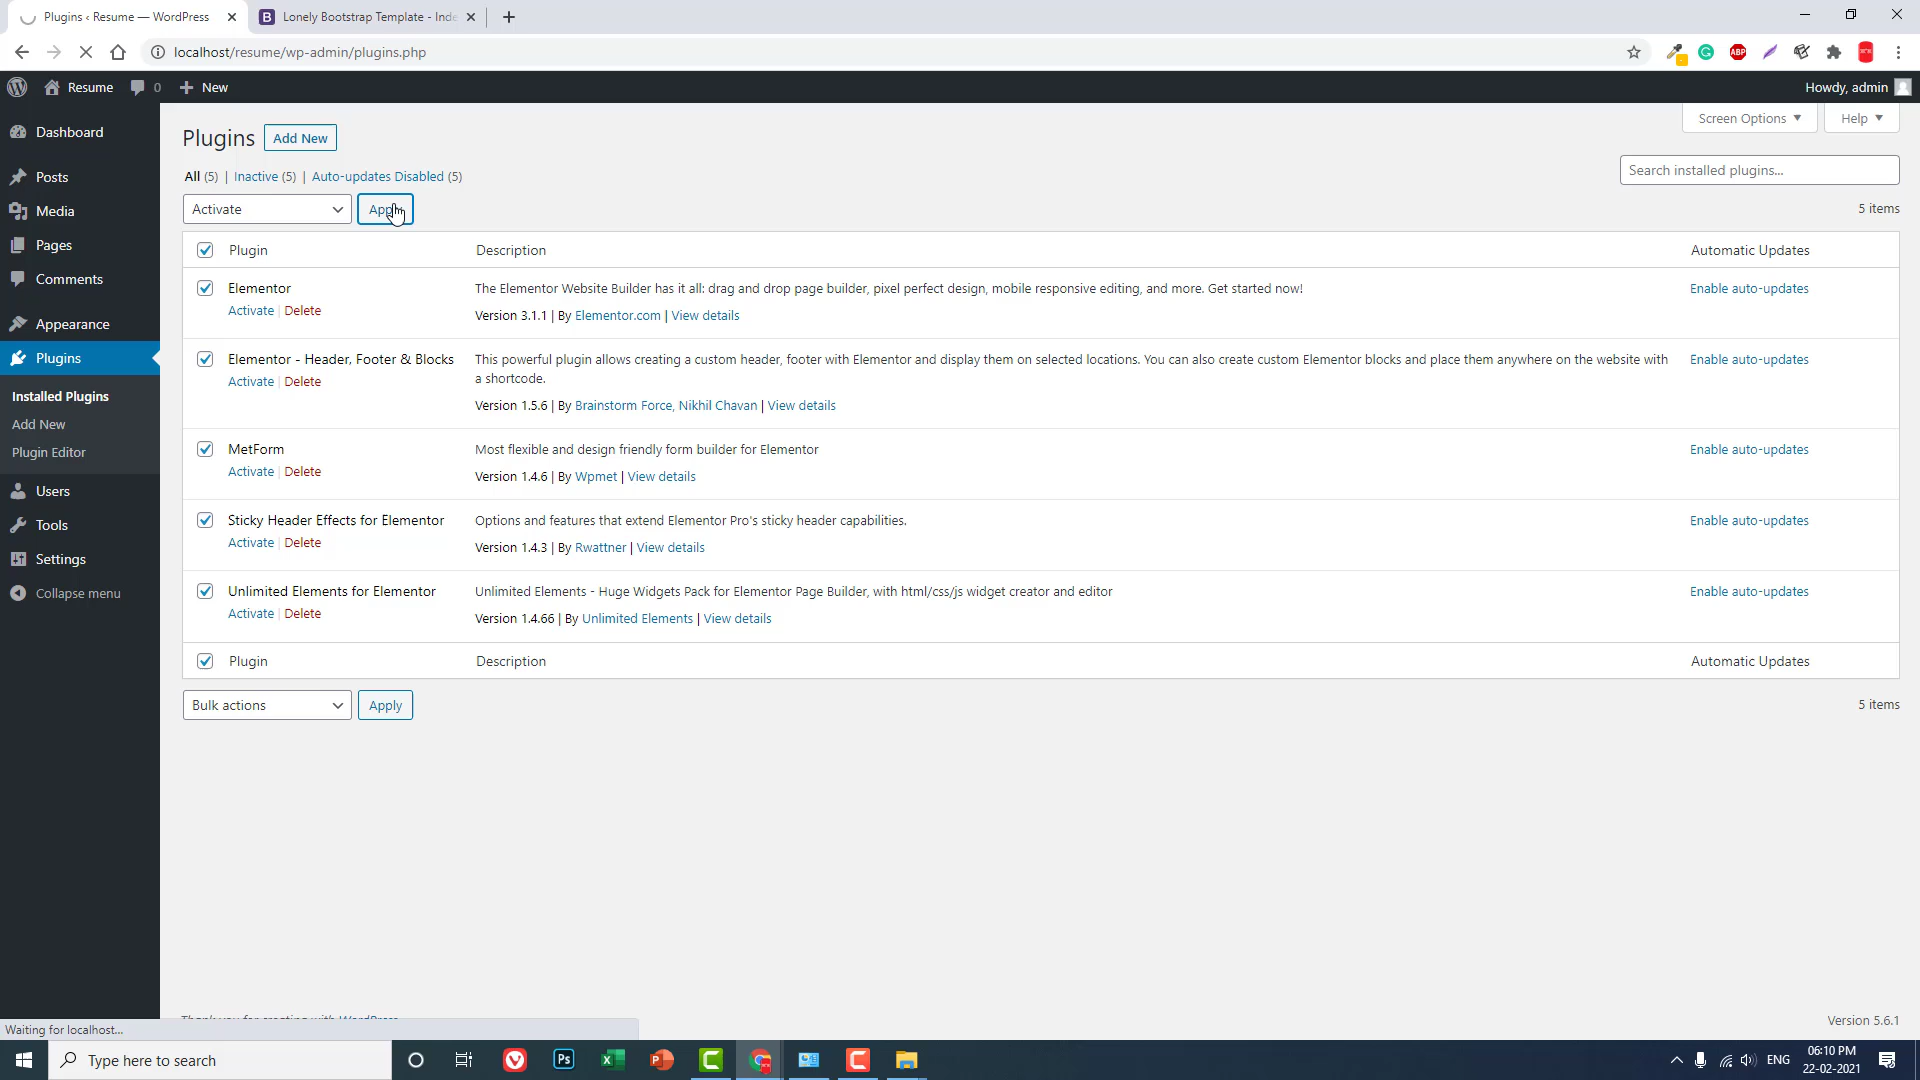 Plugins ‹ Resume — WordPress
Lonely Bootstrap Template - Inde
localhost/resume/wp-admin/plugins.php
ABP
Resume 0 New
Howdy, admin
Dashboard
Posts
Media
Pages
Comments
Appearance
Plugins
Installed Plugins
Add New
Plugin Editor
Users
Tools
Settings
Collapse menu
Screen Options Help
Plugins Add New
All (5) | Inactive (5) | Auto-updates Disabled (5)
Search installed plugins...
Activate Apply 5 items
Plugin Description Automatic Updates
Elementor The Elementor Website Builder has it all: drag and drop page builder, pixel perfect design, mobile responsive editing, and more. Get started now! Enable auto-updates
Activate | Delete
Version 3.1.1 | By Elementor.com | View details
Elementor - Header, Footer & Blocks This powerful plugin allows creating a custom header, footer with Elementor and display them on selected locations. You can also create custom Elementor blocks and place them anywhere on the website with Enable auto-updates
Activate | Delete a shortcode.
Version 1.5.6 | By Brainstorm Force, Nikhil Chavan | View details
MetForm Most flexible and design friendly form builder for Elementor Enable auto-updates
Activate | Delete
Version 1.4.6 | By Wpmet | View details
Sticky Header Effects for Elementor Options and features that extend Elementor Pro's sticky header capabilities. Enable auto-updates
Activate | Delete
Version 1.4.3 | By Rwattner | View details
Unlimited Elements for Elementor Unlimited Elements - Huge Widgets Pack for Elementor Page Builder, with html/css/js widget creator and editor Enable auto-updates
Activate | Delete
Version 1.4.66 | By Unlimited Elements | View details
Plugin Description Automatic Updates
Bulk actions Apply 5 items
Thank you for creating with WordPress.
Version 5.6.1
Waiting for localhost...
Type here to search
Ps
ENG
06:10 PM
22-02-2021